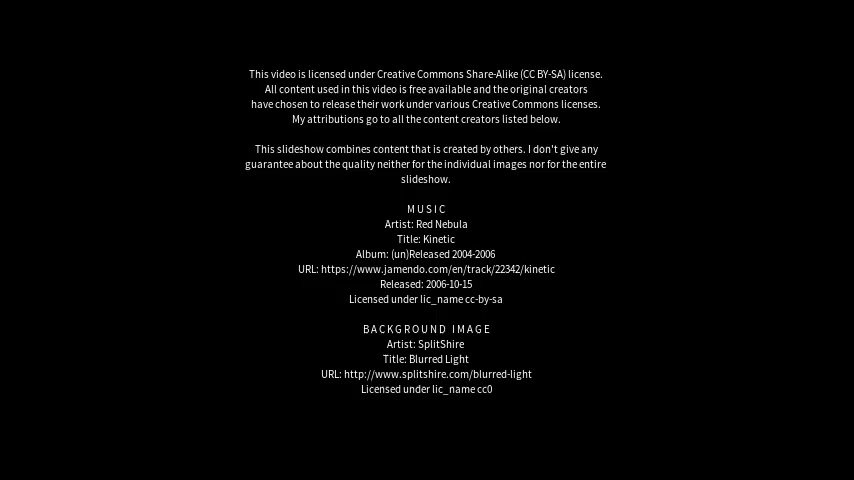 This video is licensed under Creative Commons Share-Alike (CC BY-SA) license.
All content used in this video is free available and the original creators
have chosen to release their work under various Creative Commons licenses.
My attributions go to all the content creators listed below.
This slideshow combines content that is created by others. I don't give any
guarantee about the quality neither for the individual images nor for the entire
slideshow.
MUSIC
Artist: Red Nebula
Title: Kinetic
Album: (un)Released 2004-2006
URL: https://www.jamendo.com/en/track/22342/kinetic
Released: 2006-10-15
Licensed under lic_name cc-by-sa
BACKGROUND IMAGE
Artist: SplitShire
Title: Blurred Light
URL: http://www.splitshire.com/blurred-light
Licensed under lic_name cc0